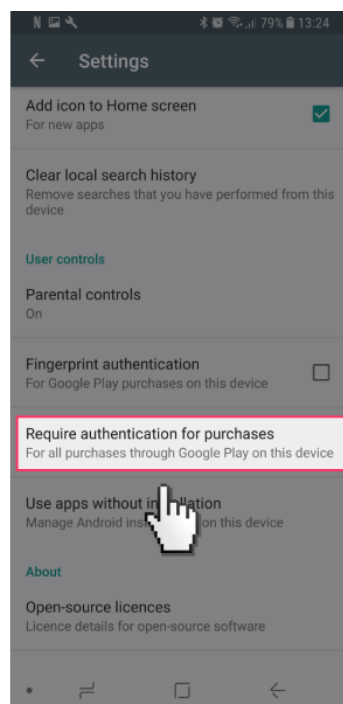 79% 13:24
Settings
Add icon to Home screen
For new apps
Clear local search history
Remove searches that you have performed from this
device
User controls
Parental controls
On
Fingerprint authentication
For Google Play purchases on this device
Require authentication for purchases
For all purchases through Google Play on this device
Use apps without
Manage Android on this device
About
Open-source licences
Licence details for open-source software